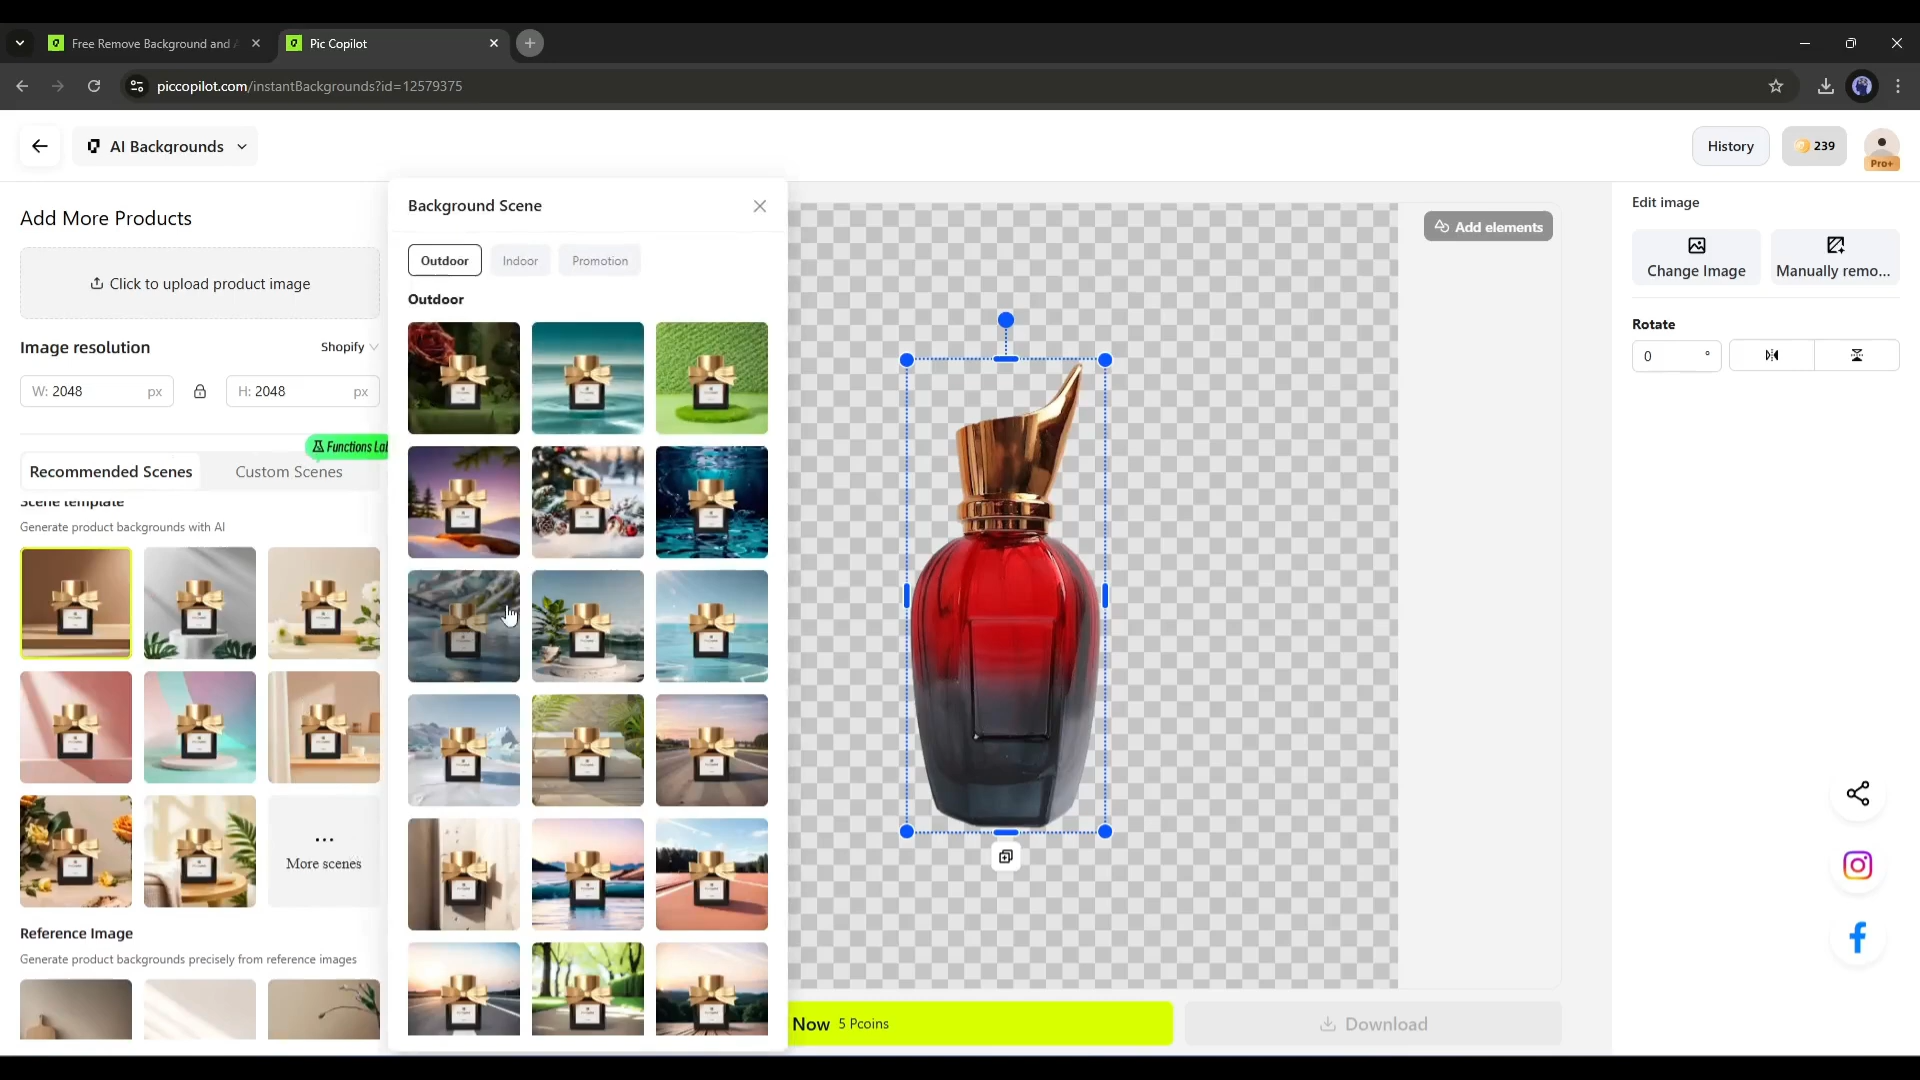 Free Remove Background and
Pic Copilot
piccopilot.com/instantBackgrounds?id=12579375
AI Backgrounds
History
239
Pro+
Add More Products
Click to upload product image
Image resolution
Shopify
W: 2048 px
H: 2048 px
Functions Lab
Recommended Scenes
Custom Scenes
Scene template
Generate product backgrounds with AI
...
More scenes
Reference Image
Generate product backgrounds precisely from reference images
Background Scene
Outdoor
Indoor
Promotion
Outdoor
Add elements
Now 5 Pcoins
Download
Edit image
Change Image
Manually remo...
Rotate
0 °